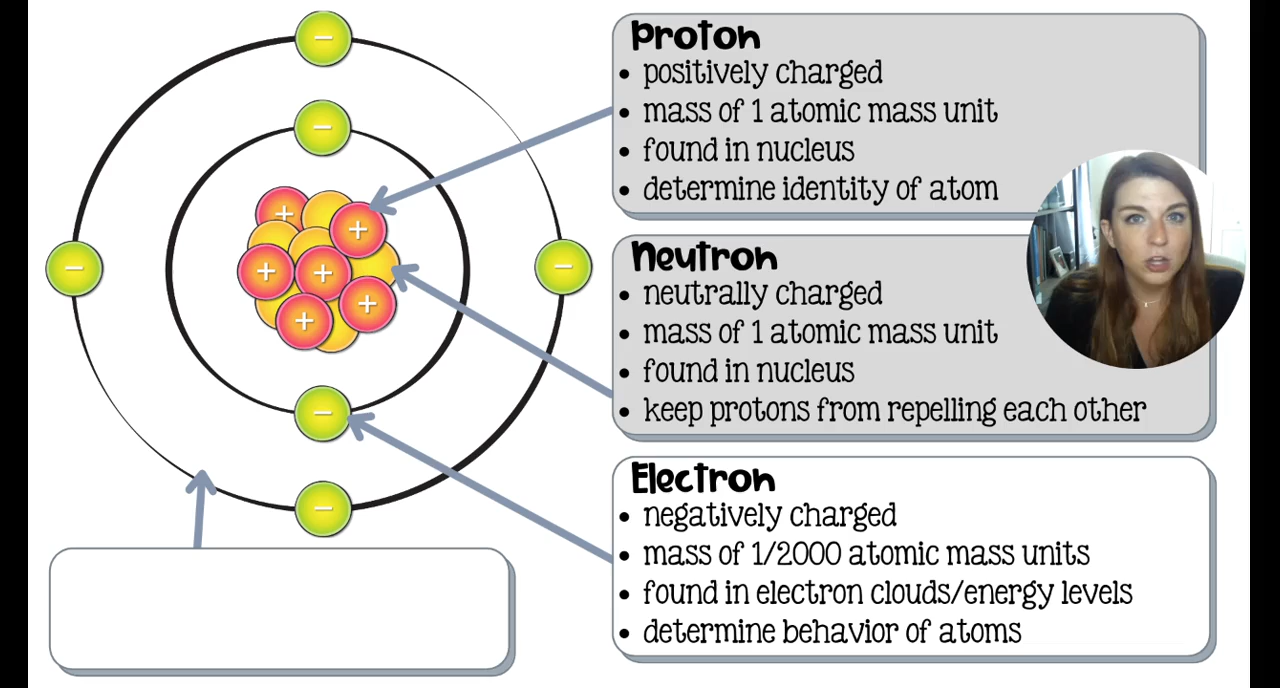 Proton
• positively charged
• mass of 1 atomic mass unit
• found in nucleus
• determine identity of atom
Neutron
• neutrally charged
• mass of 1 atomic mass unit
• found in nucleus
• keep protons from repelling each other
Electron
• negatively charged
• mass of 1/2000 atomic mass units
• found in electron clouds/energy levels
• determine behavior of atoms
−
−
−
−
−
−
+
+
+
+
+
+